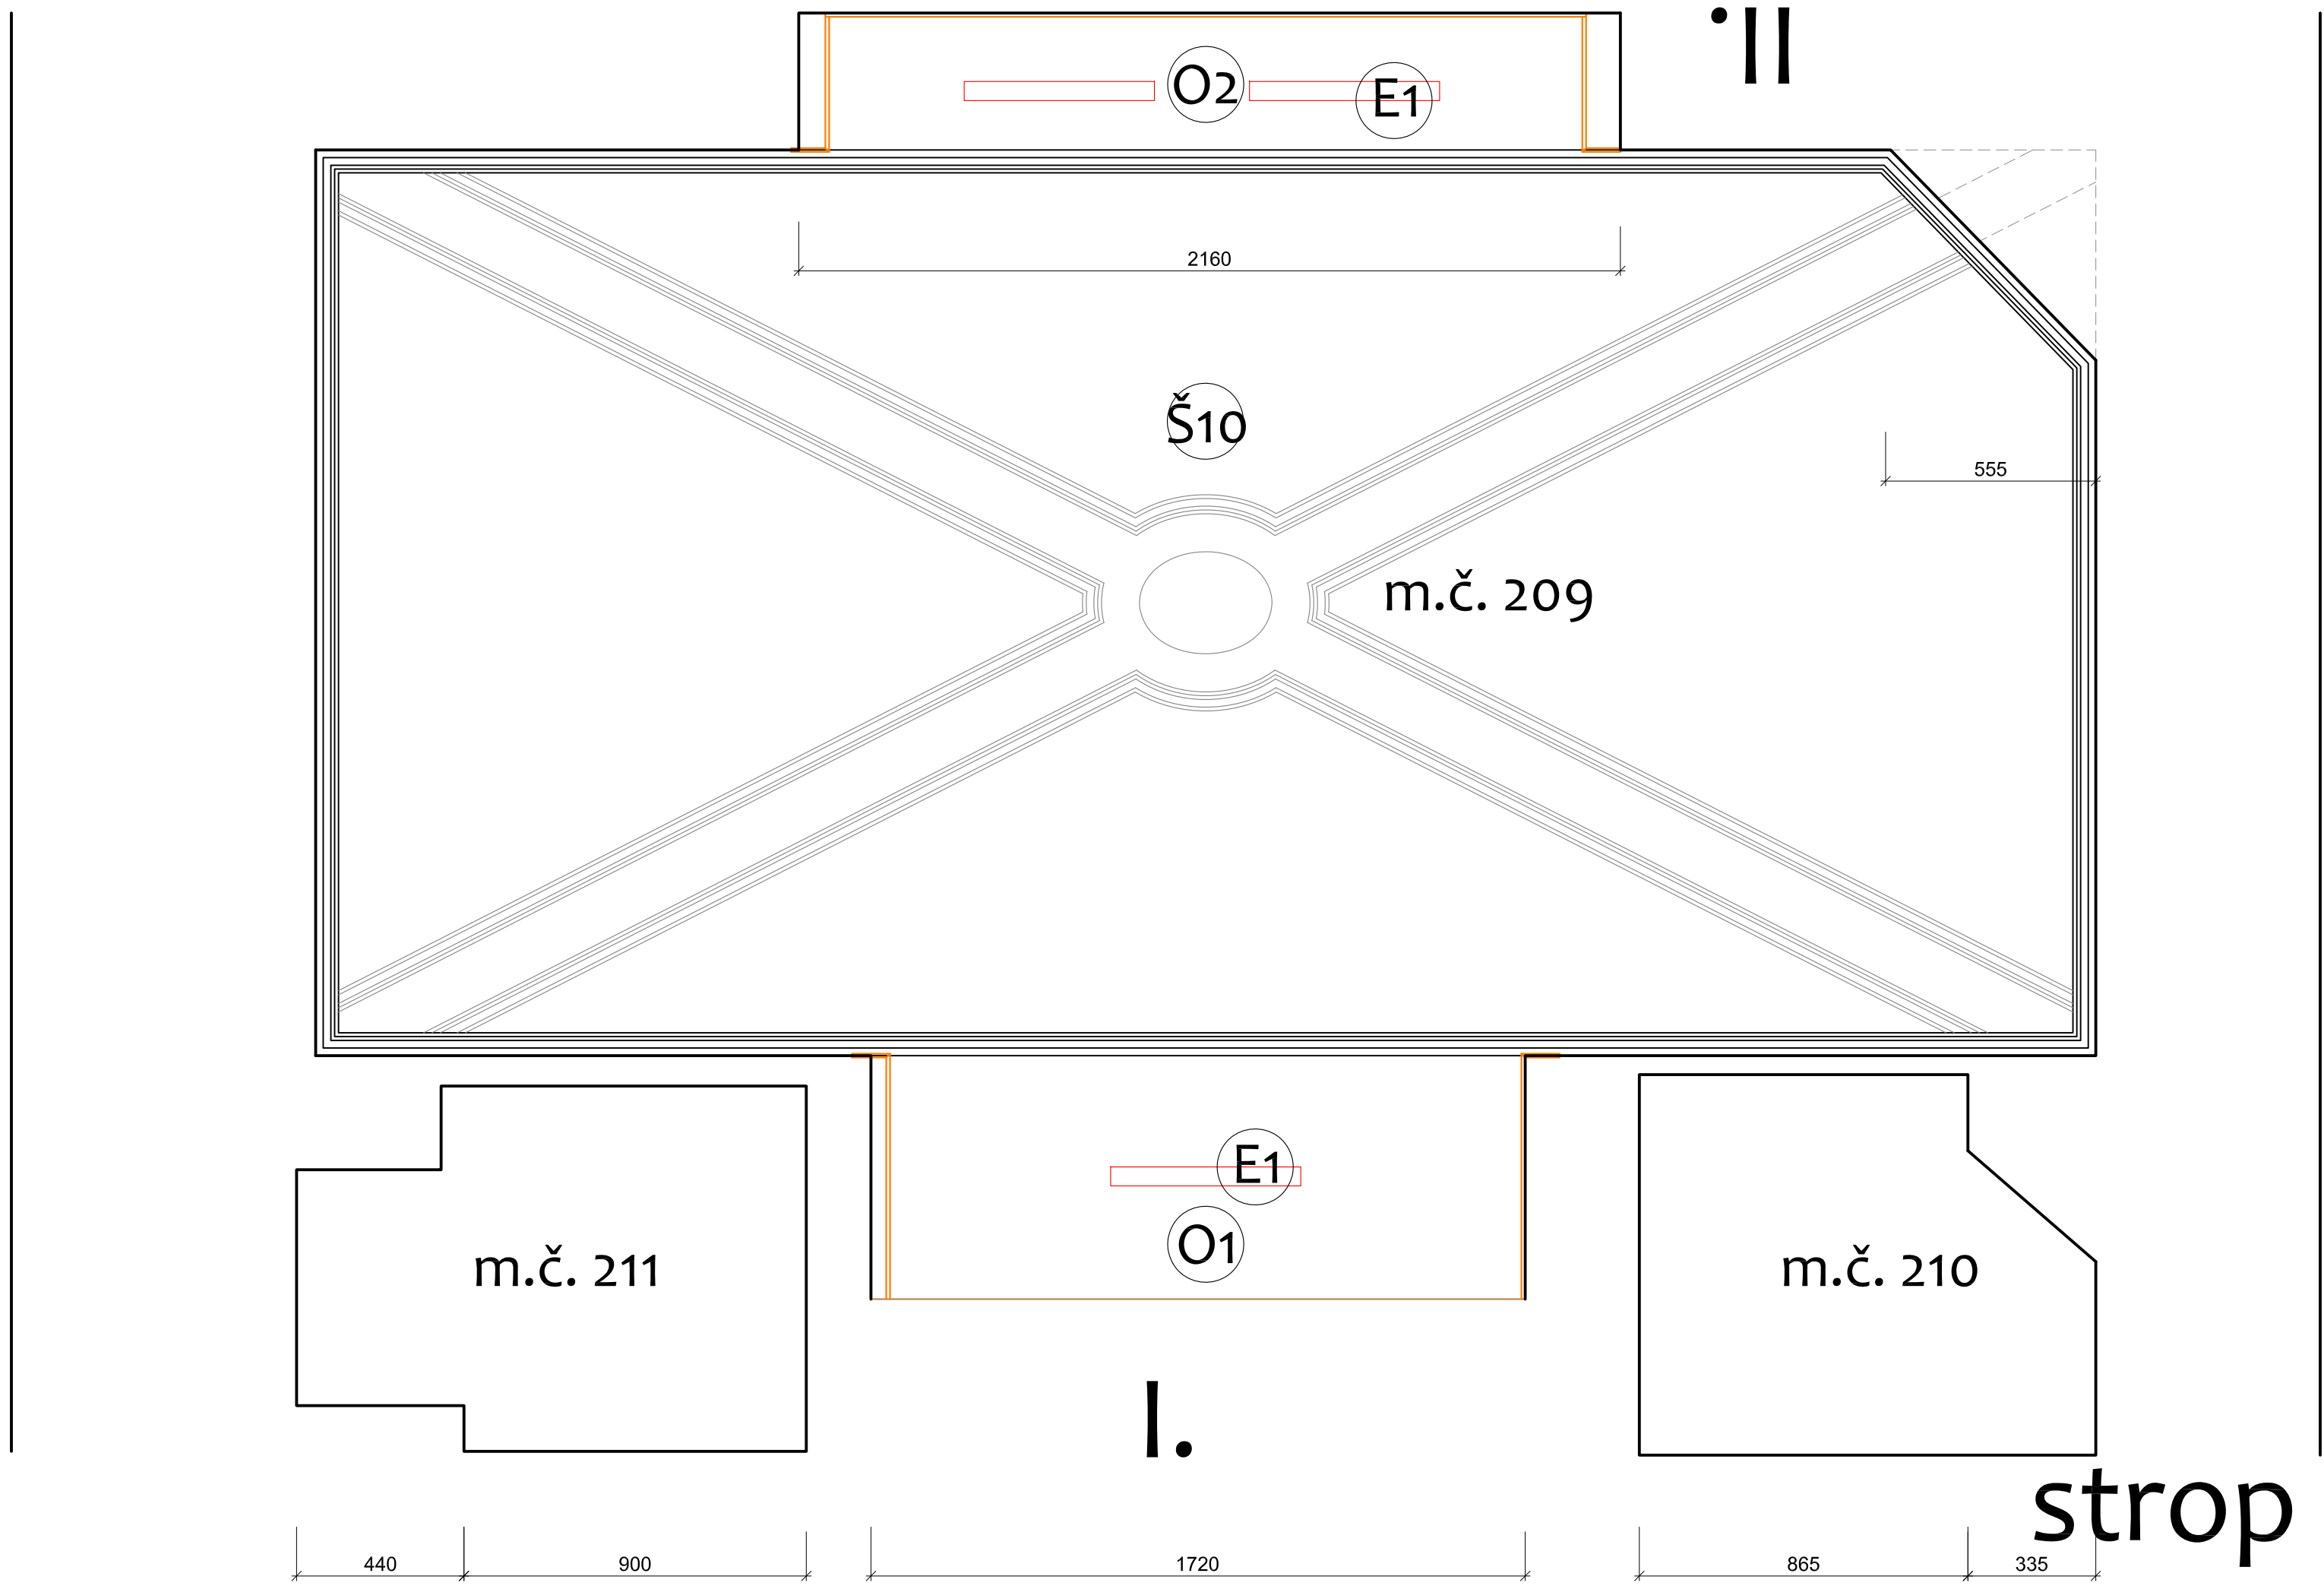 .II
O2
E1
2160
Š10
555
m.č. 209
E1
O1
m.č. 211
m.č. 210
I.
strop
440
900
1720
865
335